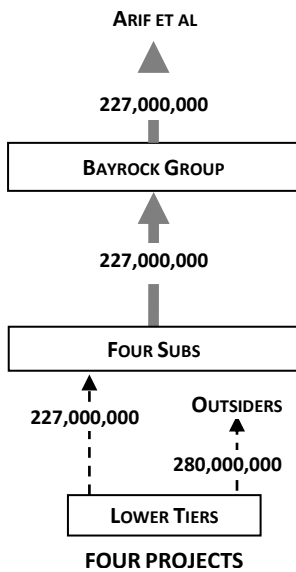 ARIF ET AL
227,000,000
BAYROCK GROUP
227,000,000
FOUR SUBS
OUTSIDERS
227,000,000
280,000,000
LOWER TIERS
FOUR PROJECTS